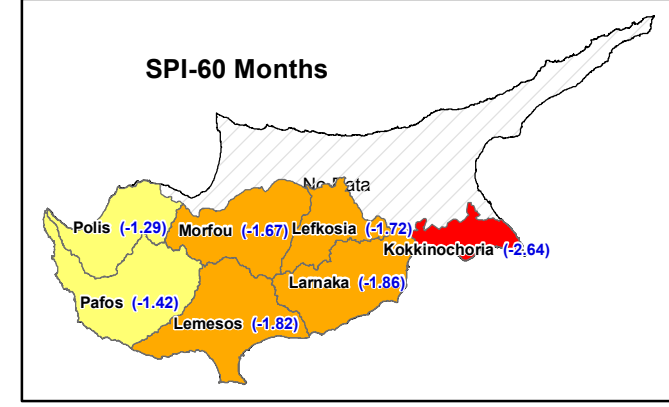 SPI-60 Months
No Data
Polis (-1.29)
Morfou (-1.67)
Lefkosia (-1.72)
Kokkinochoria (-2.64)
Larnaka (-1.86)
Pafos (-1.42)
Lemesos (-1.82)